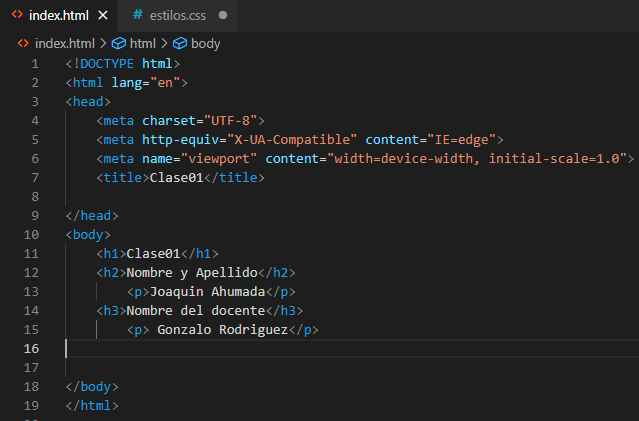 index.html
estilos.css
index.html > html > body
1 <!DOCTYPE html>
2 <html lang="en">
3 <head>
4 <meta charset="UTF-8">
5 <meta http-equiv="X-UA-Compatible" content="IE=edge">
6 <meta name="viewport" content="width=device-width, initial-scale=1.0">
7 <title>Clase01</title>
8
9 </head>
10 <body>
11 <h1>Clase01</h1>
12 <h2>Nombre y Apellido</h2>
13 <p>Joaquin Ahumada</p>
14 <h3>Nombre del docente</h3>
15 <p> Gonzalo Rodriguez</p>
16
17
18 </body>
19 </html>